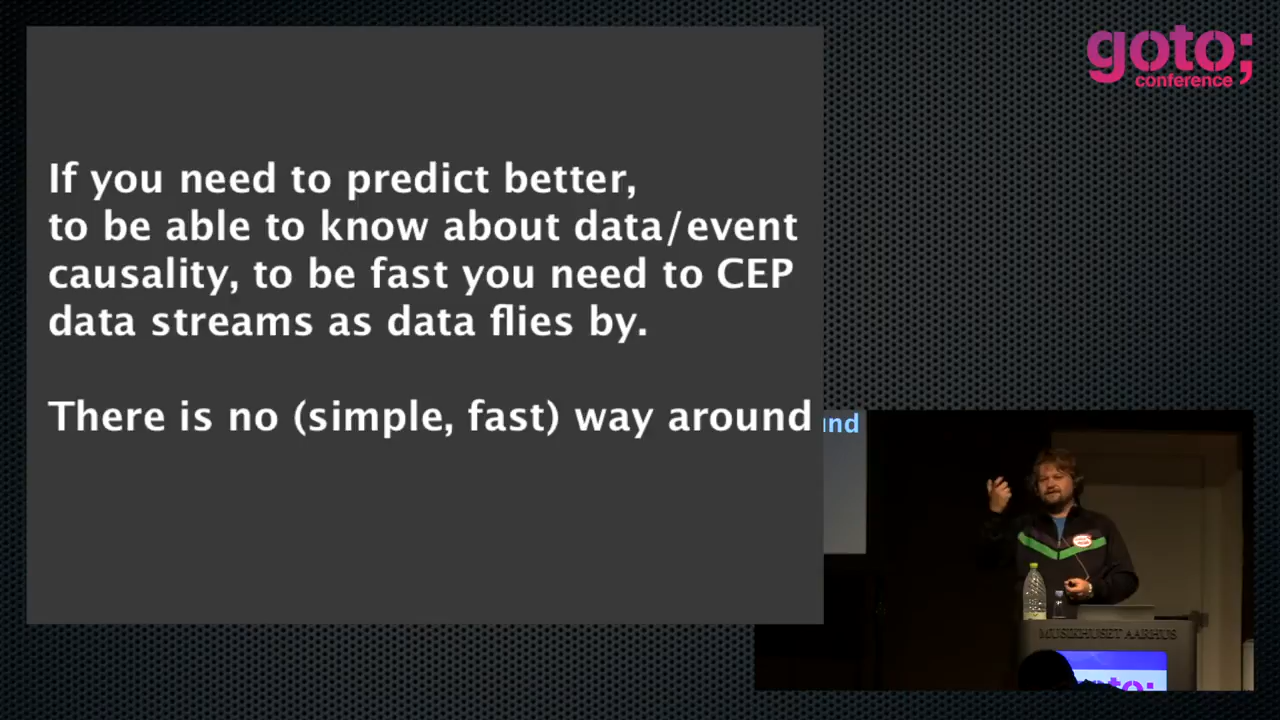 goto;
conference
If you need to predict better,
to be able to know about data/event
causality, to be fast you need to CEP
data streams as data flies by.
There is no (simple, fast) way around
MUSIKHUSET AARHUS
goto;